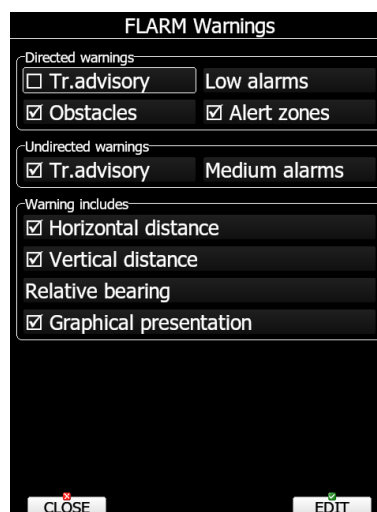 FLARM Warnings
Directed warnings
Tr.advisory Low alarms
Obstacles Alert zones
Undirected warnings
Tr.advisory Medium alarms
Warning includes
Horizontal distance
Vertical distance
Relative bearing
Graphical presentation
CLOSE EDIT